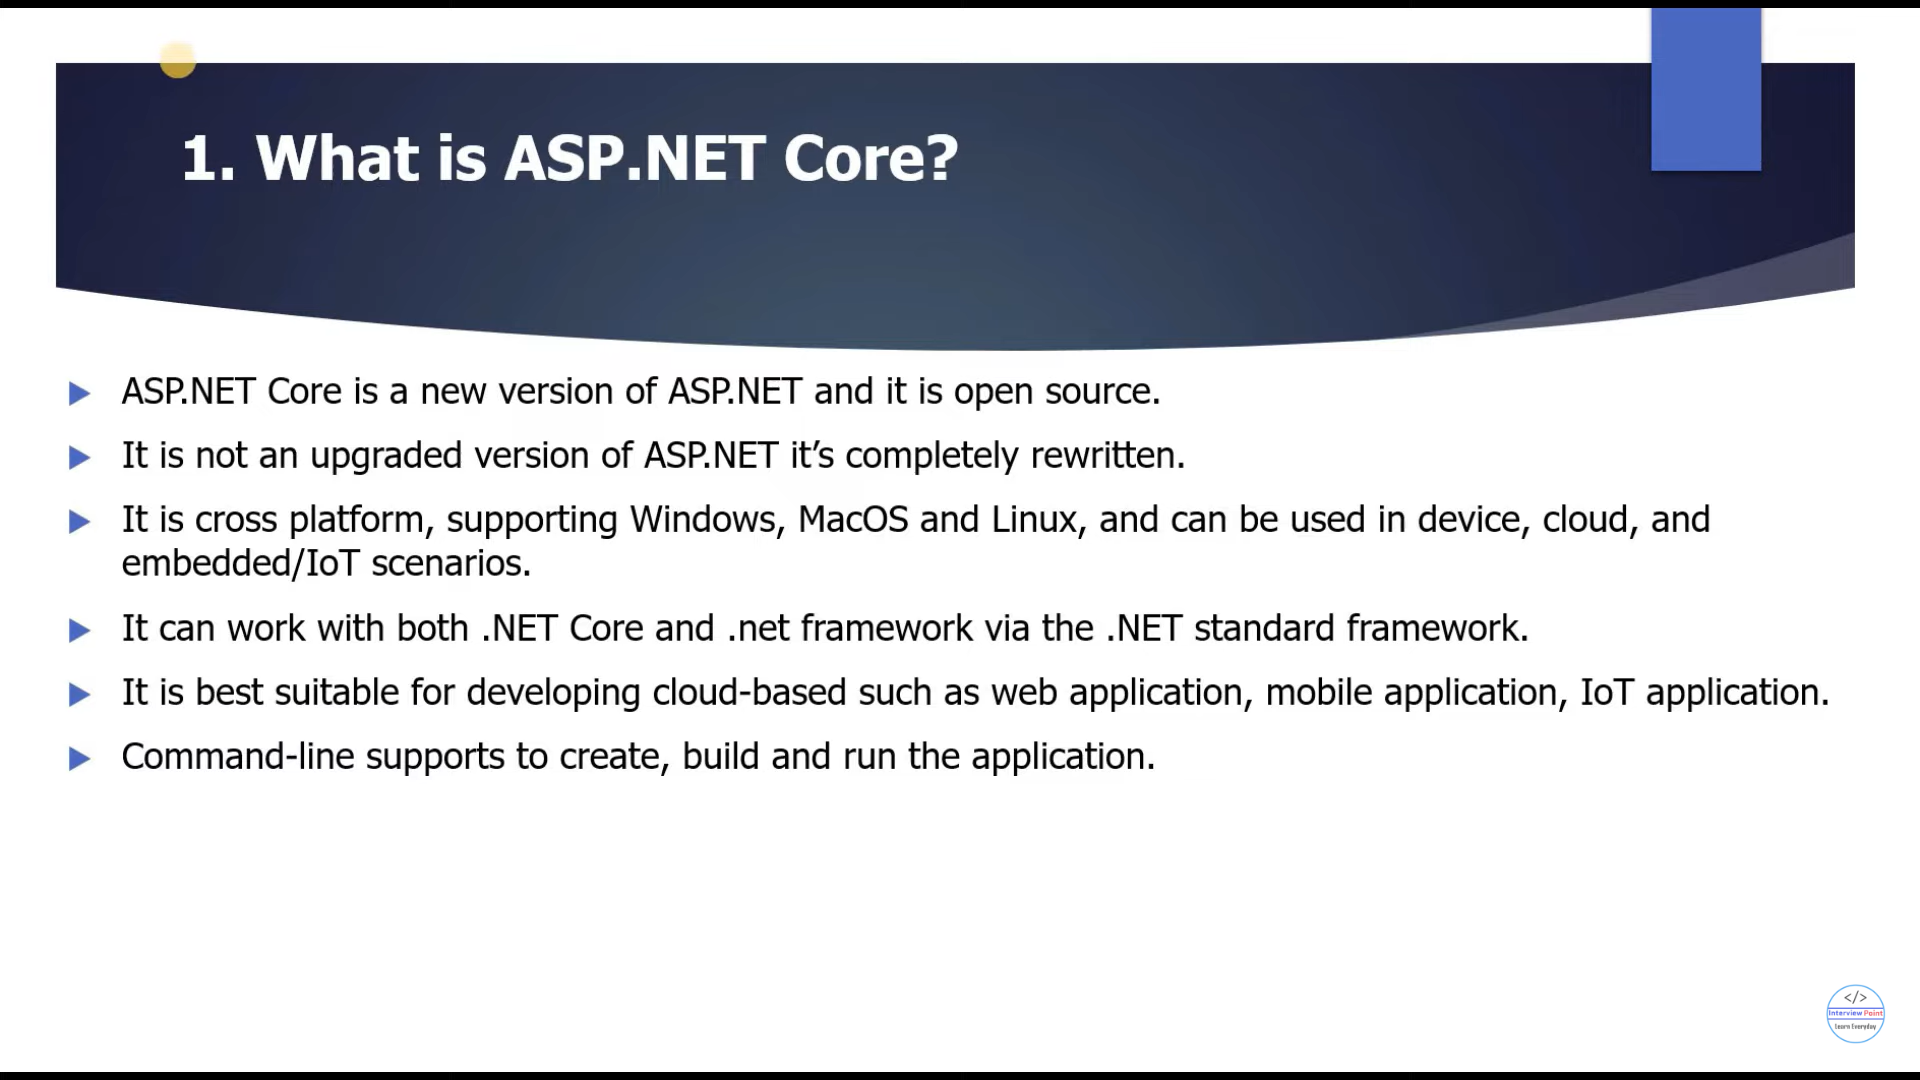 1. What is ASP.NET Core?
ASP.NET Core is a new version of ASP.NET and it is open source.
It is not an upgraded version of ASP.NET it’s completely rewritten.
It is cross platform, supporting Windows, MacOS and Linux, and can be used in device, cloud, and
embedded/IoT scenarios.
It can work with both .NET Core and .net framework via the .NET standard framework.
It is best suitable for developing cloud-based such as web application, mobile application, IoT application.
Command-line supports to create, build and run the application.
</>
Interview Point
Learn Everyday